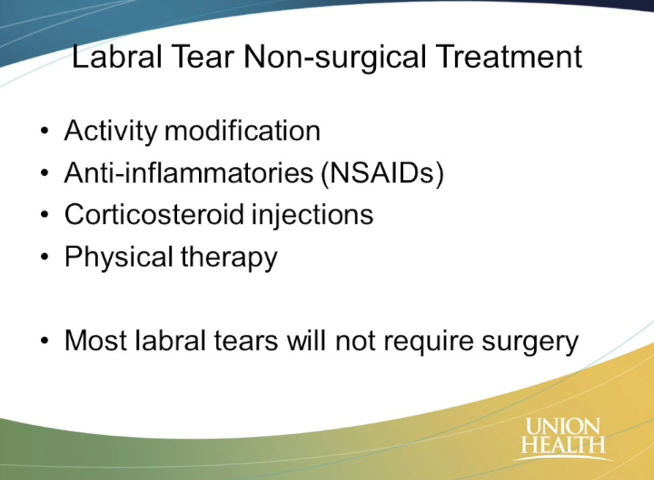 Labral Tear Non-surgical Treatment
• Activity modification
• Anti-inflammatories (NSAIDs)
• Corticosteroid injections
• Physical therapy
• Most labral tears will not require surgery
UNION
HEALTH